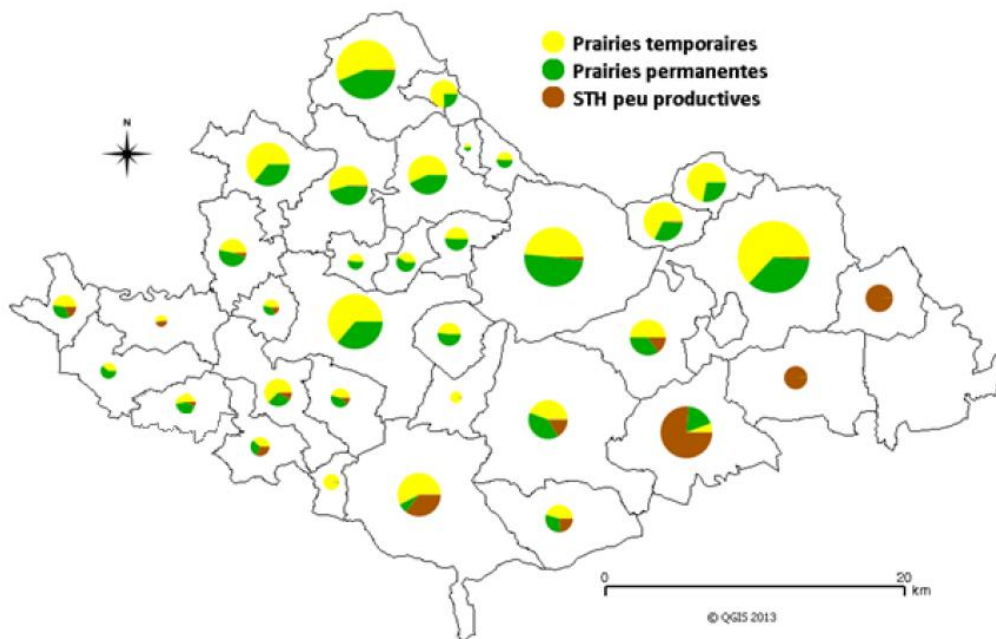 Prairies temporaires
Prairies permanentes
STH peu productives
N
0 20
km
© QGIS 2013